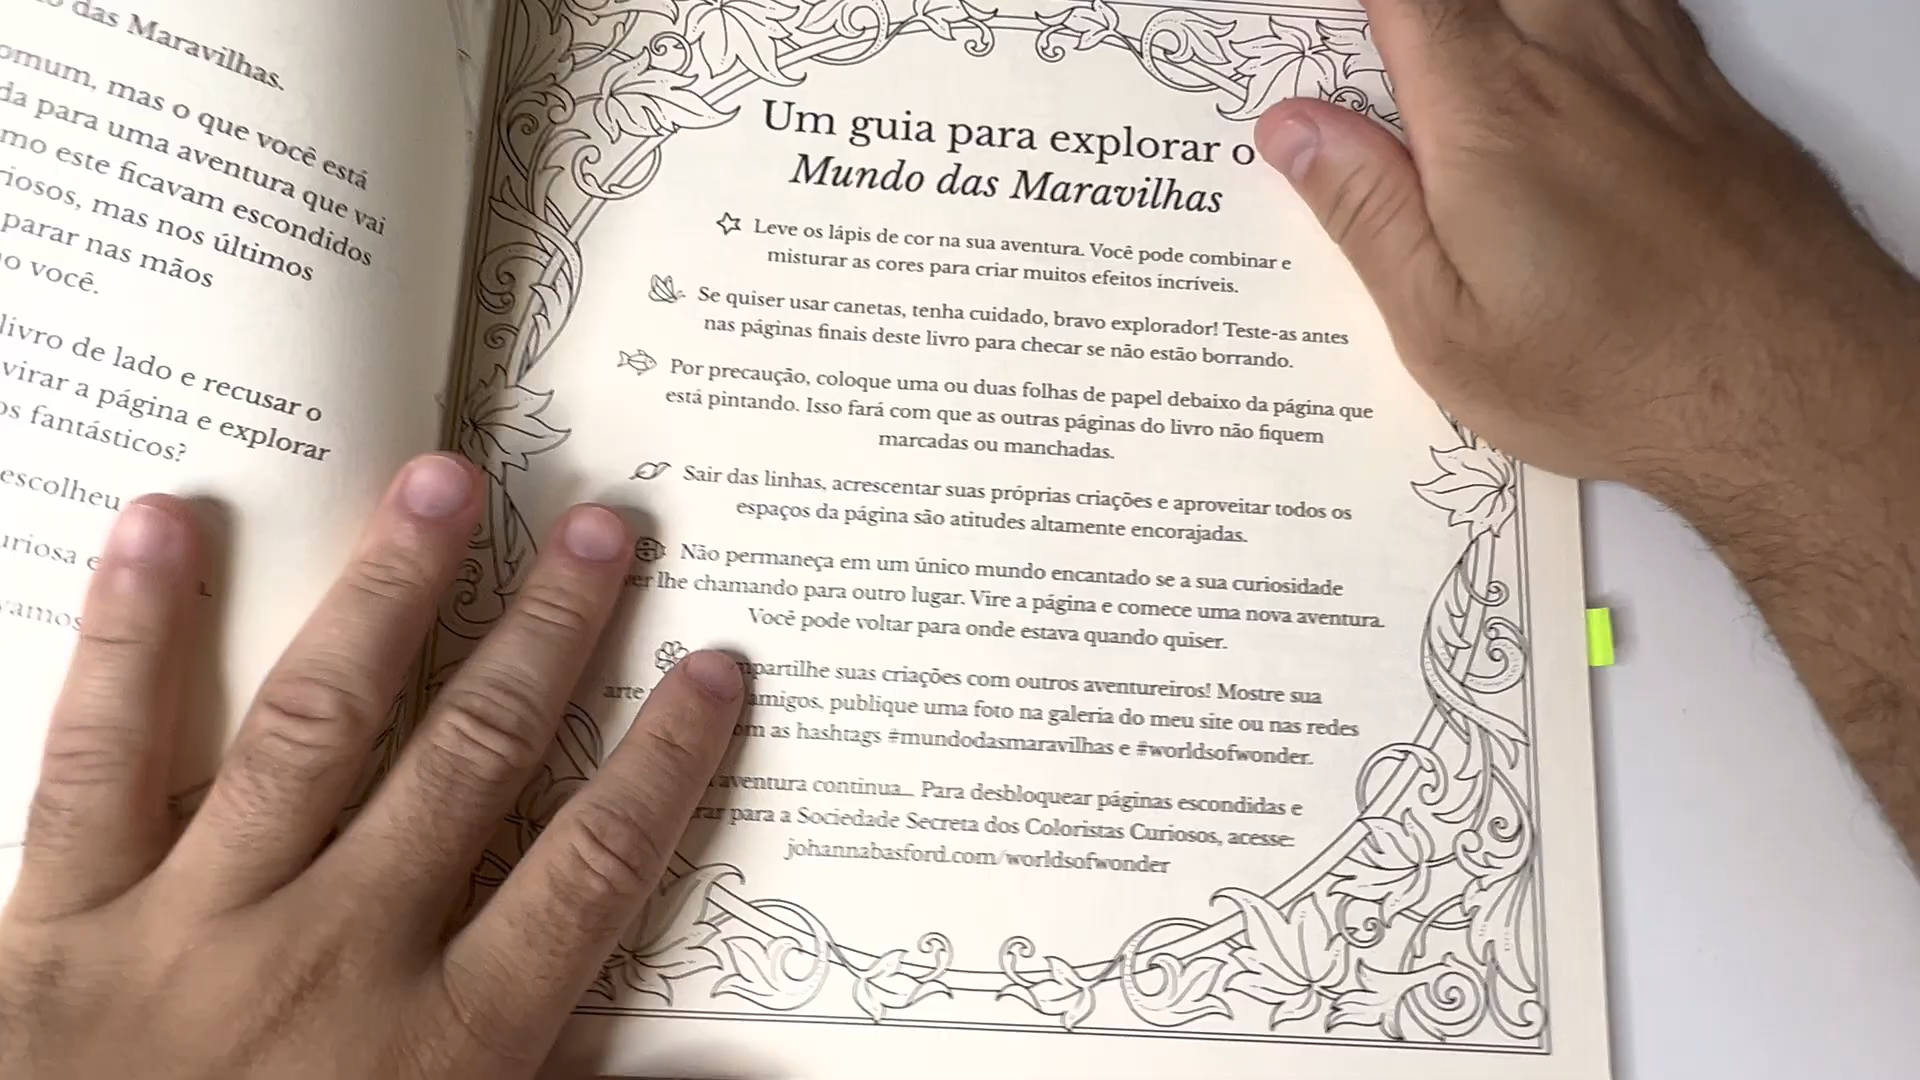 das Maravilhas.
mas o que você está
da para uma aventura que vai
mo este ficavam escondidos
mas nos últimos
parar nas mãos
você.
livro de lado e recusar o
virar a página e explorar
os fantásticos?
escolheu
vamos
Um guia para explorar o
Mundo das Maravilhas
Leve os lápis de cor na sua aventura. Você pode combinar e
misturar as cores para criar muitos efeitos incríveis.
Se quiser usar canetas, tenha cuidado, bravo explorador! Teste-as antes
nas páginas finais deste livro para checar se não estão borrando.
Por precaução, coloque uma ou duas folhas de papel debaixo da página que
está pintando. Isso fará com que as outras páginas do livro não fiquem
marcadas ou manchadas.
Sair das linhas, acrescentar suas próprias criações e aproveitar todos os
espaços da página são atitudes altamente encorajadas.
Não permaneça em um único mundo encantado se a sua curiosidade
lhe chamando para outro lugar. Vire a página e comece uma nova aventura.
Você pode voltar para onde estava quando quiser.
suas criações com outros aventureiros! Mostre sua
arte amigos, publique uma foto na galeria do meu site ou nas redes
as hashtags #mundodasmaravilhas e #worldsofwonder.
aventura continua... Para desbloquear páginas escondidas e
para a Sociedade Secreta dos Coloristas Curiosos, acesse:
johannabasford.com/worldsofwonder